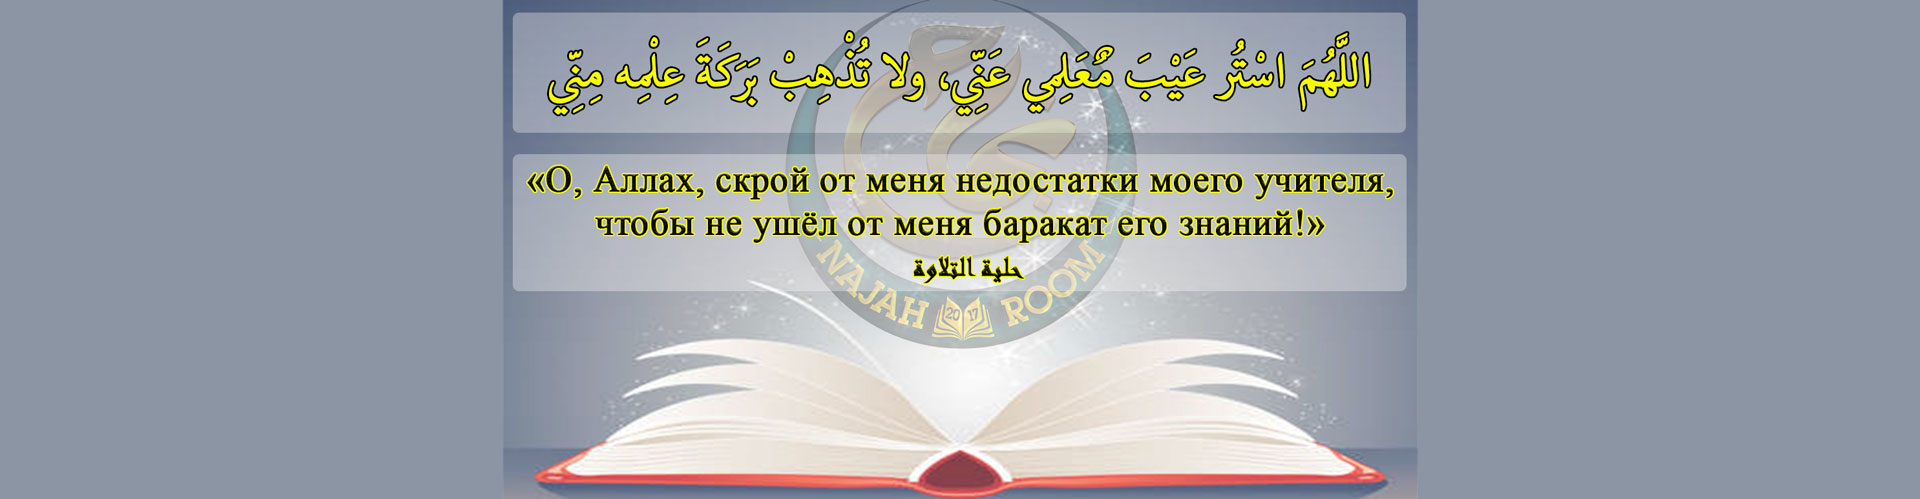 اللَّهُمَ اسْتُر عَيْبَ مُعَلِمي عَنِّي، ولا تُذْهِبْ بَرَكَةَ عِلْمِه مِنِّي
«О, Аллах, скрой от меня недостатки моего учителя,
чтобы не ушёл от меня баракат его знаний!»
حلية التلاوة
NAJAH 2017 ROOM